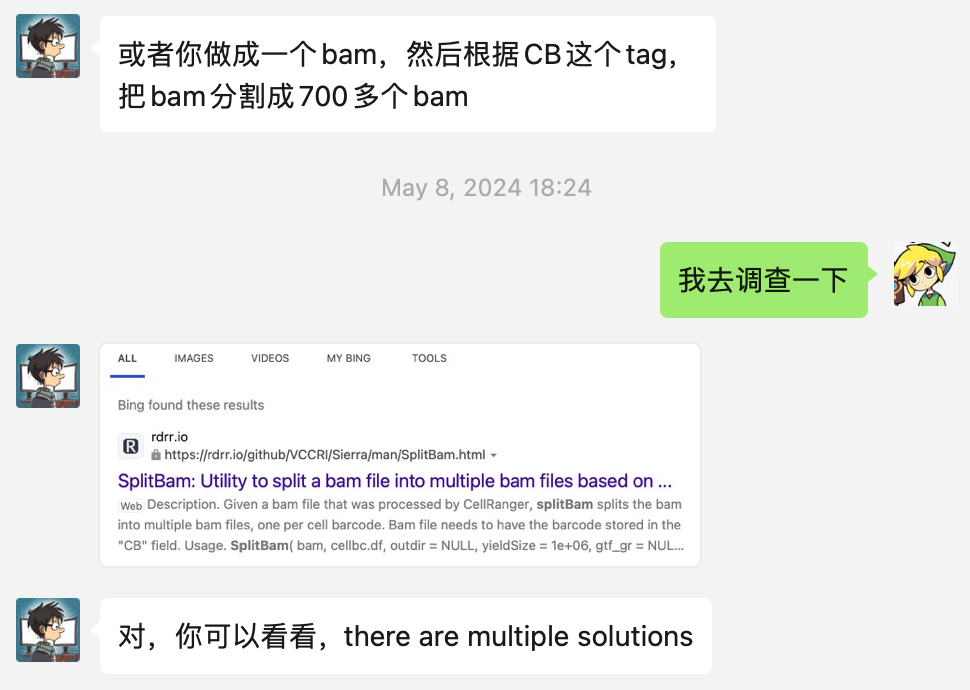 或者你做成一个bam，然后根据CB这个tag，
把bam分割成700多个bam
May 8, 2024 18:24
我去调查一下
ALL IMAGES VIDEOS MY BING TOOLS
Bing found these results
R
rdrr.io
https://rdrr.io/github/VCCRI/Sierra/man/SplitBam.html
SplitBam: Utility to split a bam file into multiple bam files based on ...
Web Description. Given a bam file that was processed by CellRanger, splitBam splits the bam
into multiple bam files, one per cell barcode. Bam file needs to have the barcode stored in the
"CB" field. Usage. SplitBam( bam, cellbc.df, outdir = NULL, yieldSize = 1e+06, gtf_gr = NUL...
对，你可以看看，there are multiple solutions